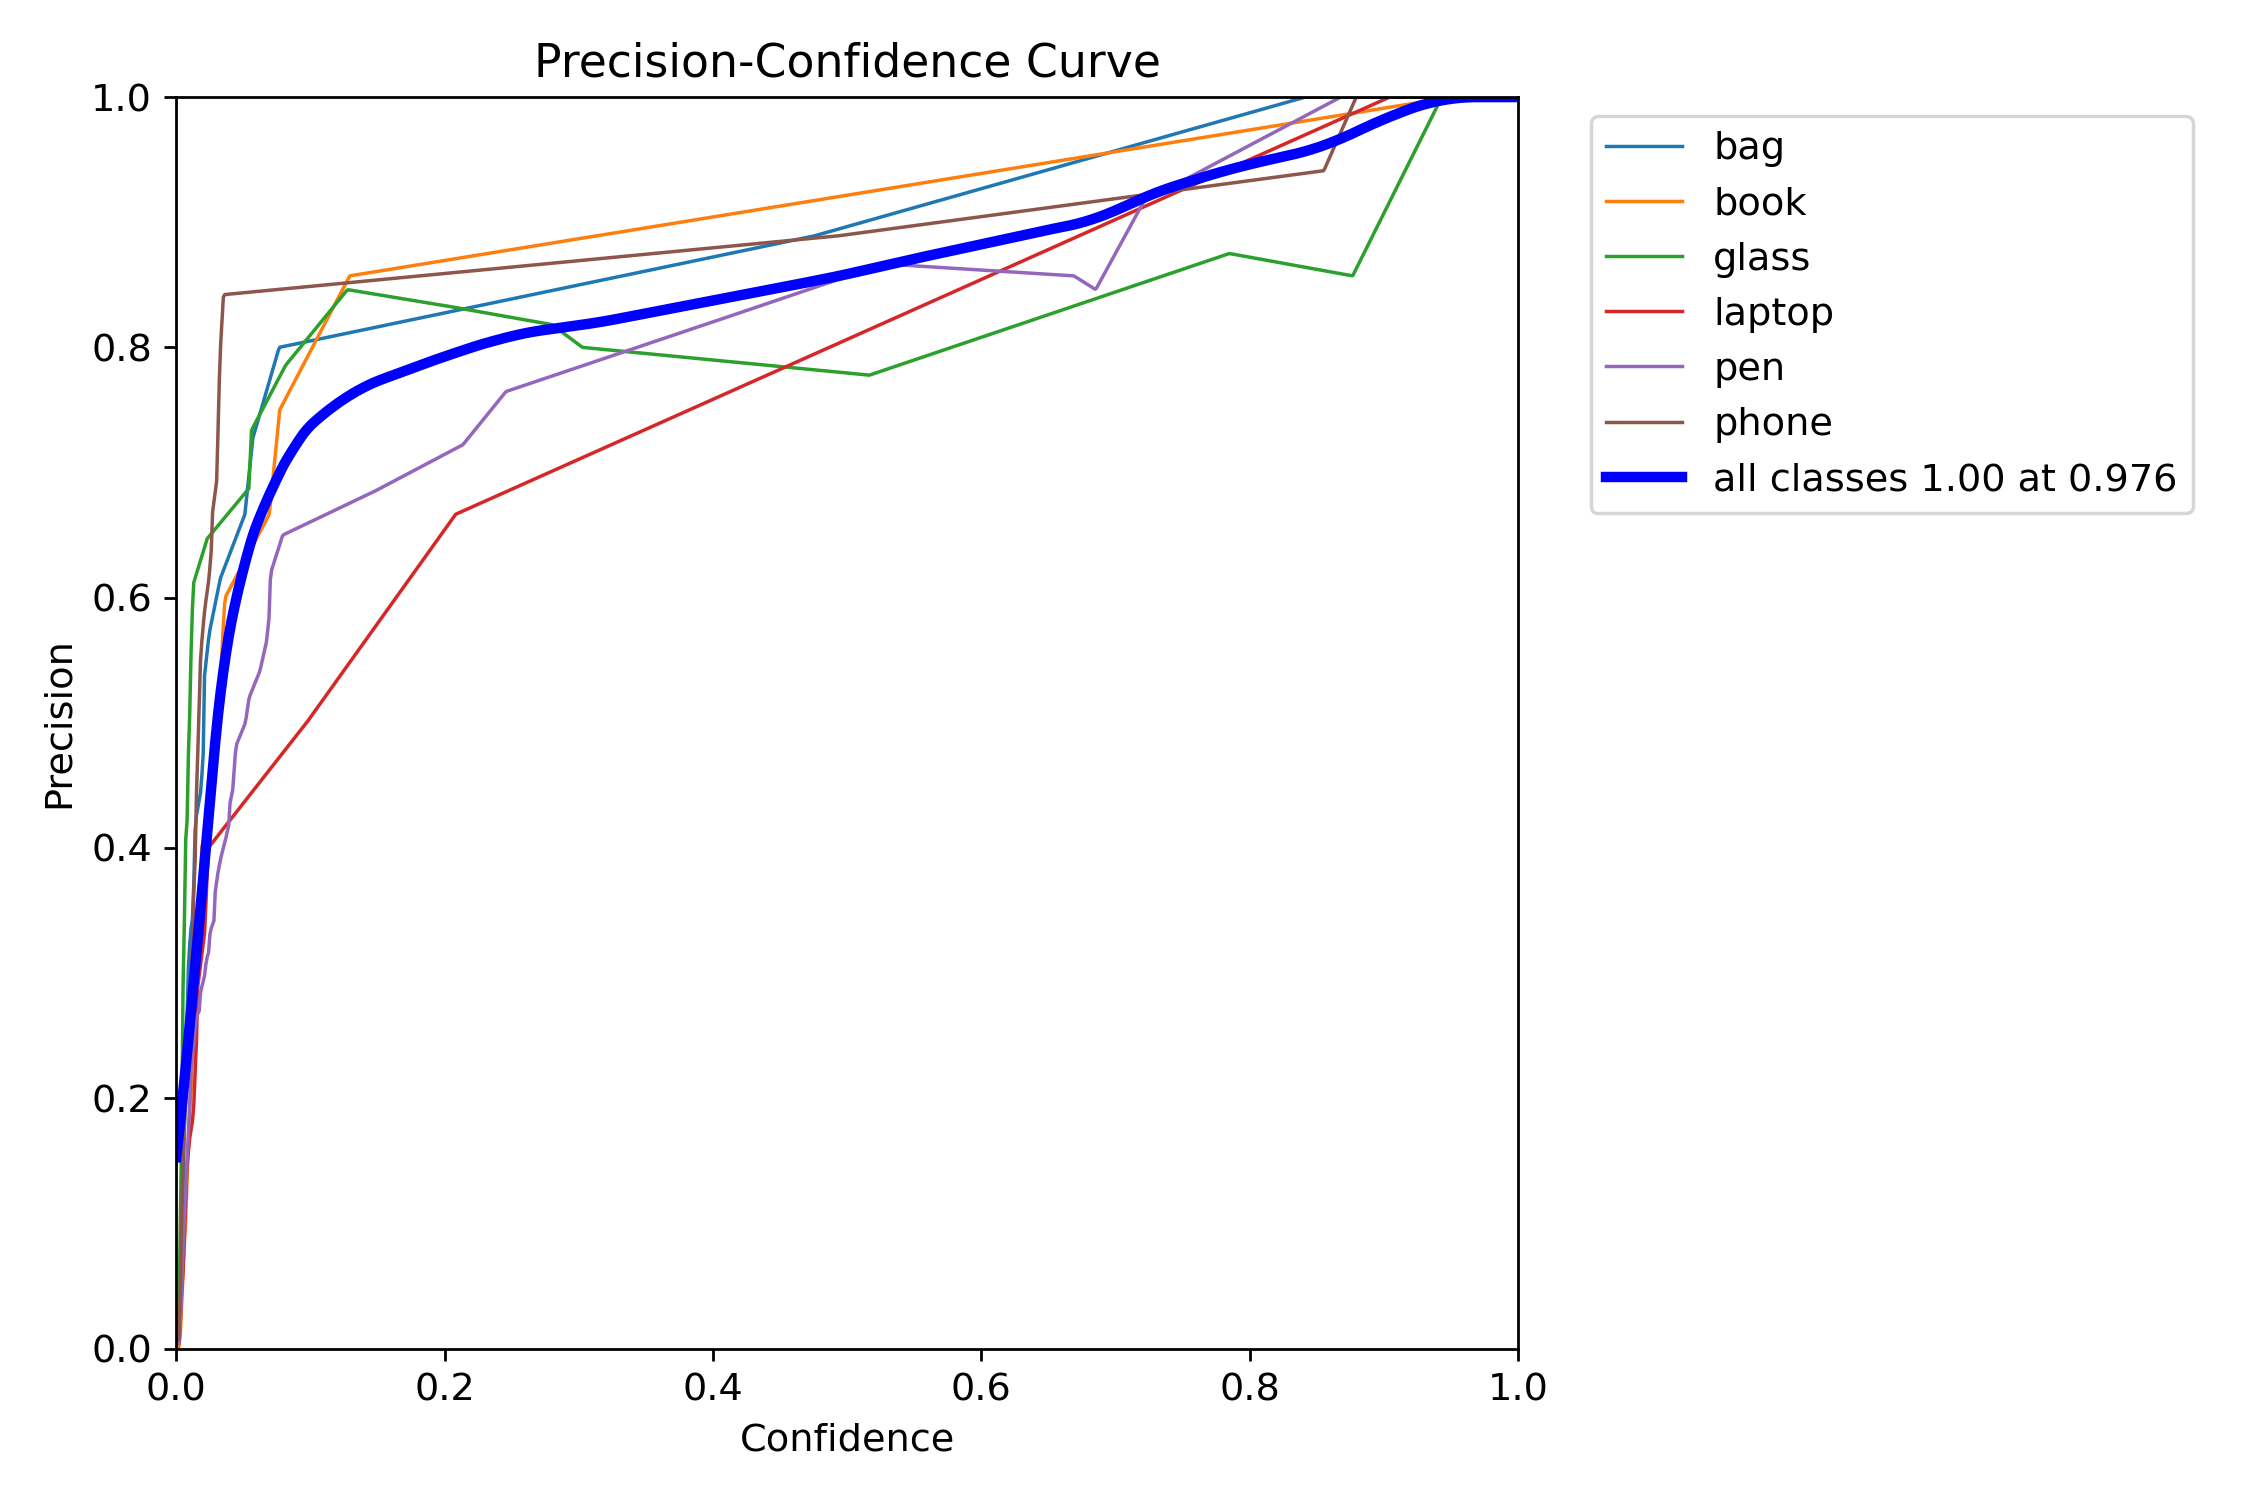 Precision-Confidence Curve
1.0
0.8
0.6
0.4
0.2
0.0
Precision
0.0 0.2 0.4 0.6 0.8 1.0
Confidence
bag
book
glass
laptop
pen
phone
all classes 1.00 at 0.976